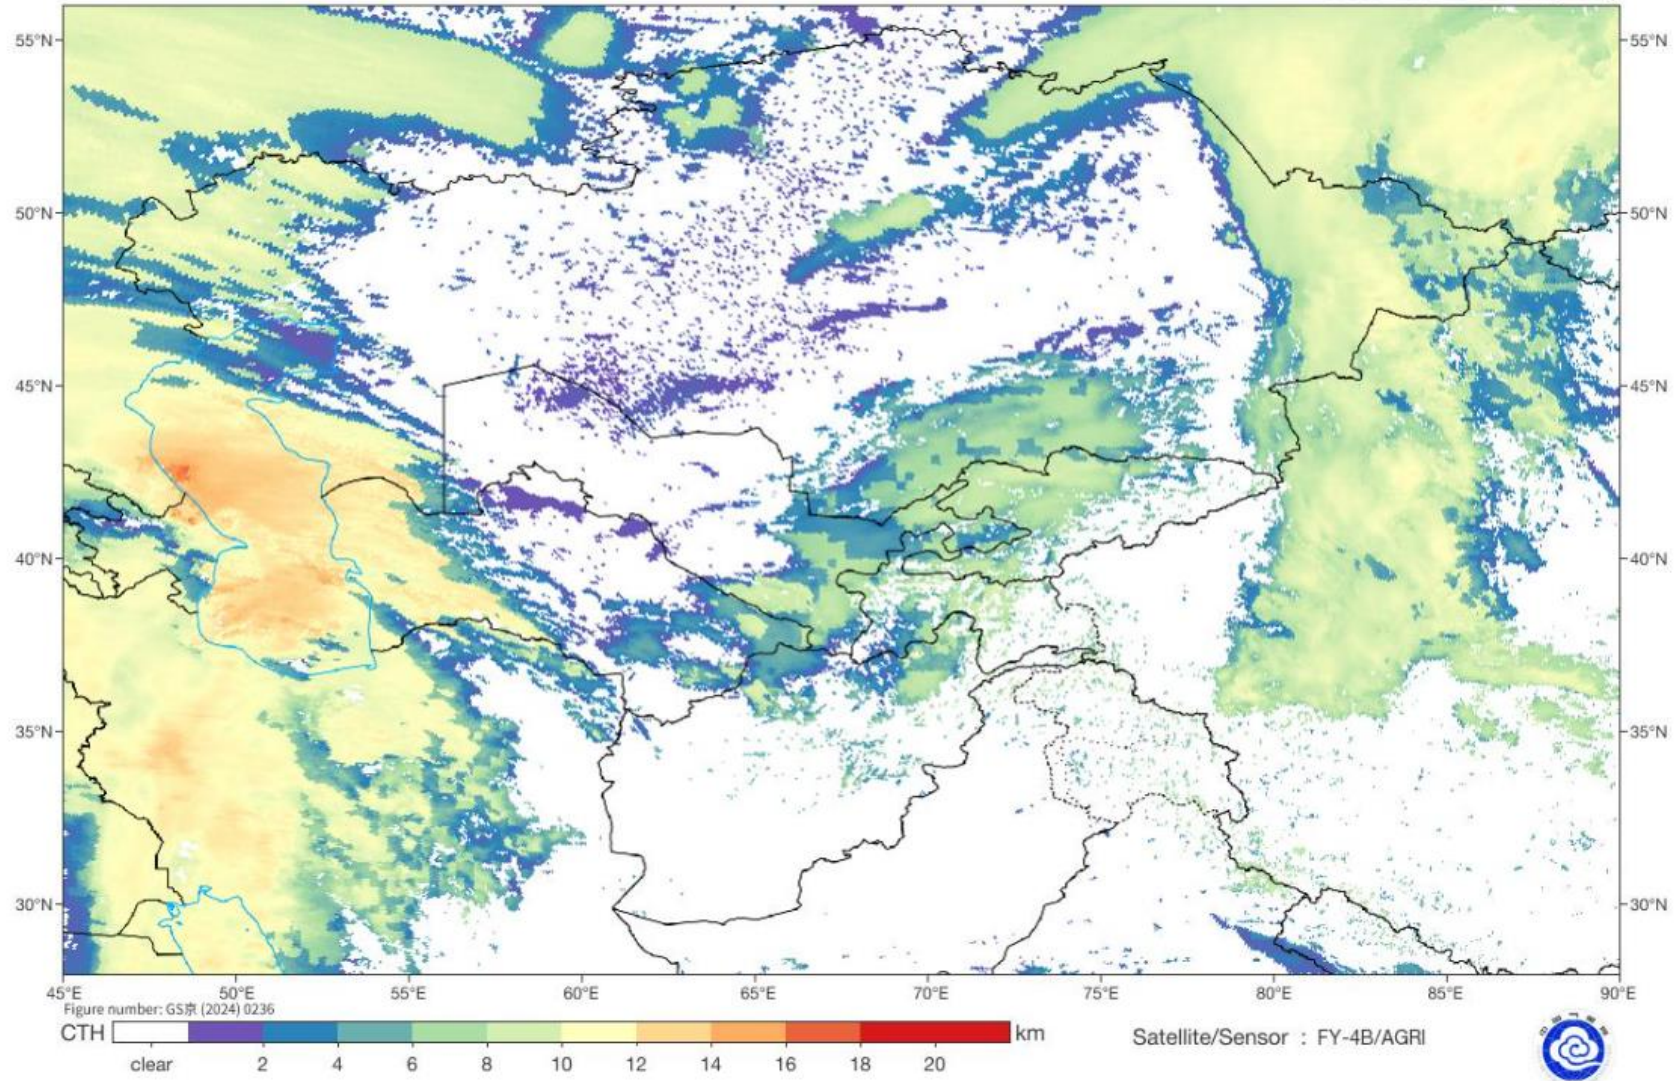 55°N
55°N
50°N
50°N
45°N
45°N
40°N
40°N
35°N
35°N
30°N
30°N
45°E
50°E
55°E
60°E
65°E
70°E
75°E
80°E
85°E
90°E
Figure number: GS京 (2024) 0236
CTH
km
clear
2
4
6
8
10
12
14
16
18
20
Satellite/Sensor : FY-4B/AGRI